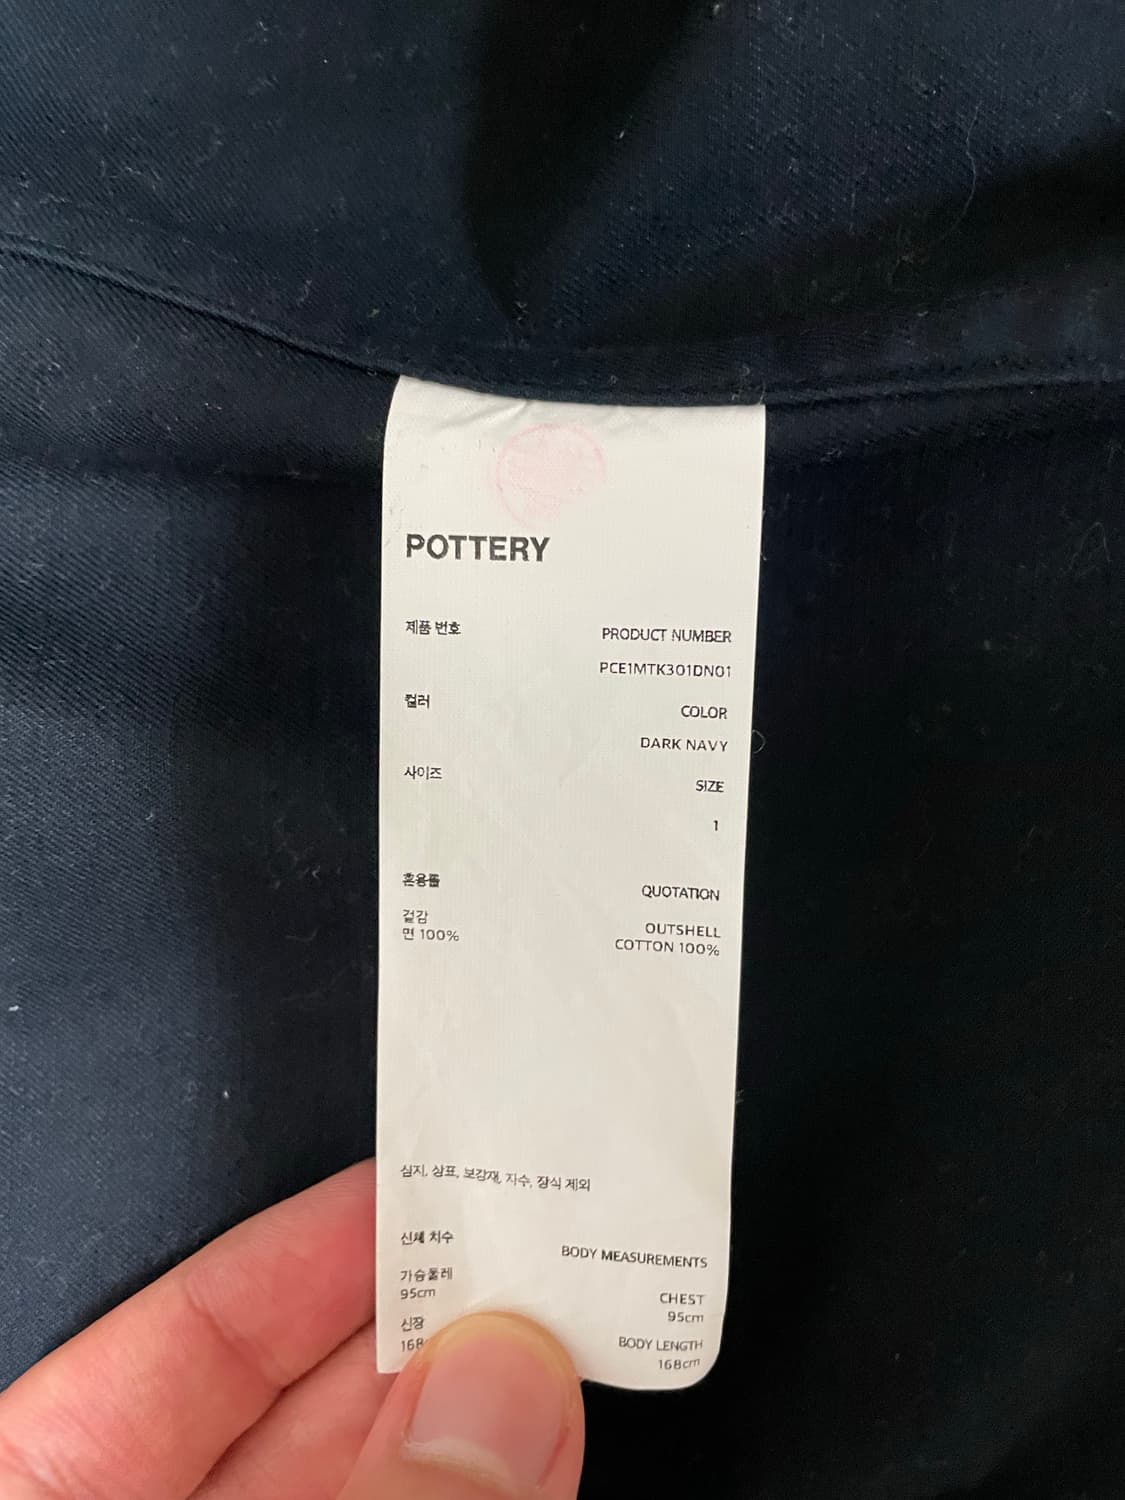 POTTERY
제품 번호
PRODUCT NUMBER
PCE1MTK301DN01
컬러
COLOR
DARK NAVY
사이즈
SIZE
1
혼용률
QUOTATION
겉감
OUTSHELL
면 100%
COTTON 100%
심지, 상표, 보강재, 자수, 장식 제외
신체 치수
BODY MEASUREMENTS
가슴둘레
CHEST
95cm
95cm
신장
BODY LENGTH
168
168cm